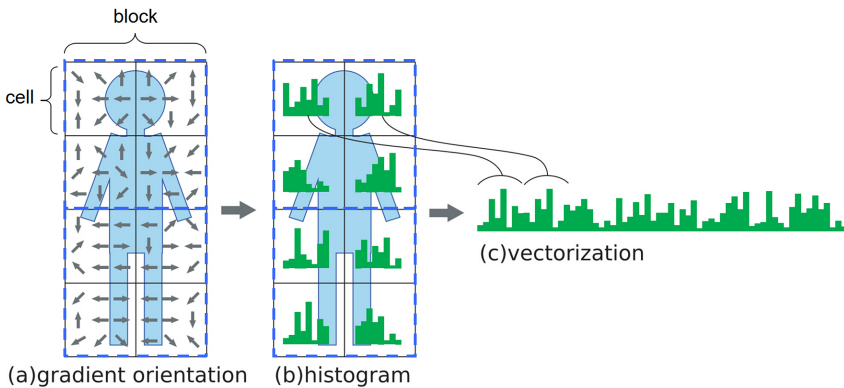 block
cell
(a)gradient orientation
(b)histogram
(c)vectorization